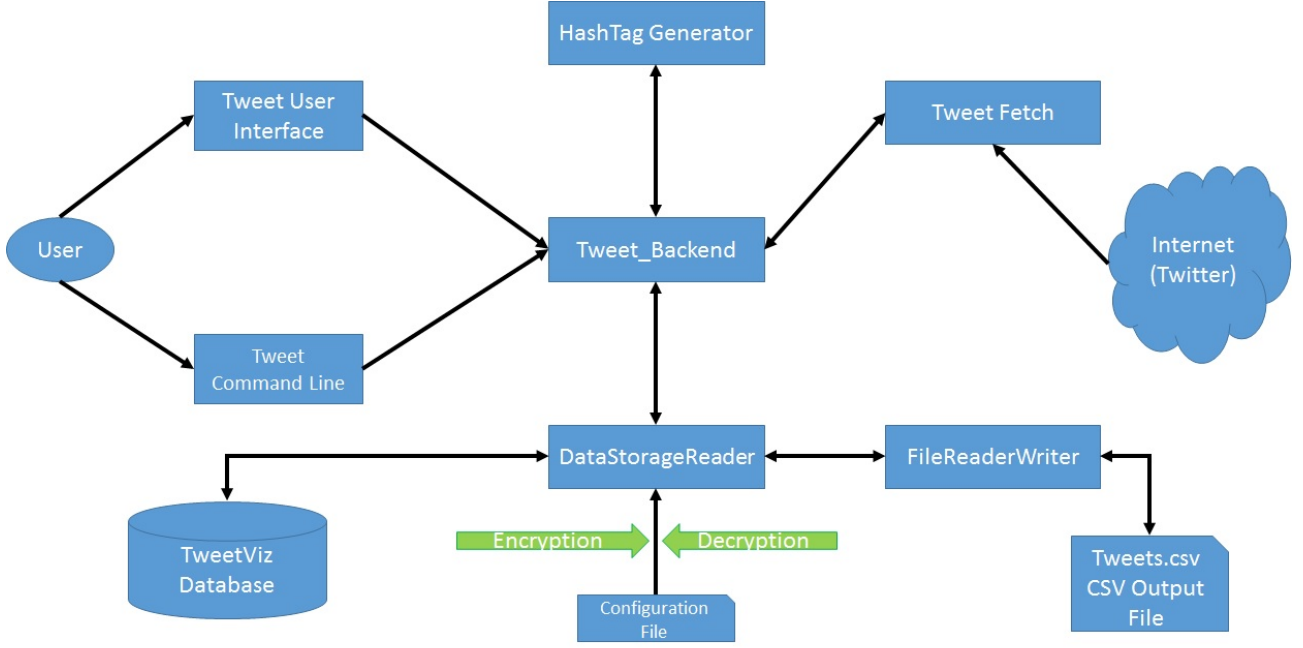 HashTag Generator
Tweet User
Interface
Tweet Fetch
User
Tweet_Backend
Internet
(Twitter)
Tweet
Command Line
DataStorageReader
FileReaderWriter
Encryption
Decryption
TweetViz
Database
Tweets.csv
CSV Output
File
Configuration
File